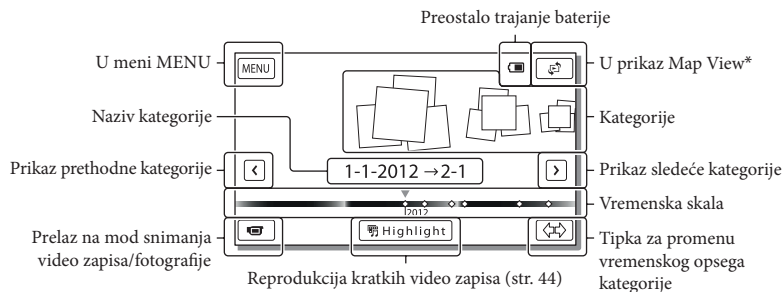 Preostalo trajanje baterije
U meni MENU
MENU
U prikaz Map View*
Naziv kategorije
Kategorije
Prikaz prethodne kategorije
1-1-2012 →2-1
Prikaz sledeće kategorije
2012
Vremenska skala
Prelaz na mod snimanja
video zapisa/fotografije
Highlight
Tipka za promenu
vremenskog opsega
kategorije
Reprodukcija kratkih video zapisa (str. 44)